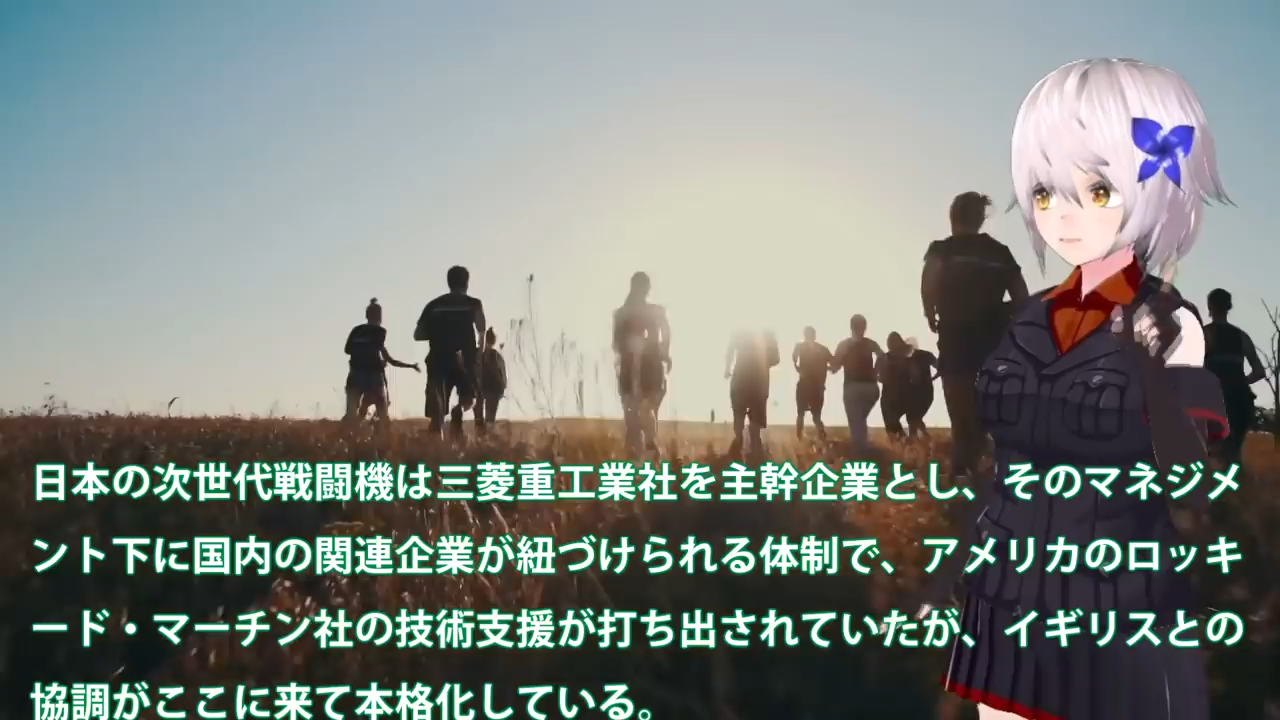 日本の次世代戦闘機は三菱重工業社を主幹企業とし、そのマネジメ
ント下に国内の関連企業が紐づけられる体制で、アメリカのロッキ
ード・マーチン社の技術支援が打ち出されていたが、イギリスとの
協調がここに来て本格化している。